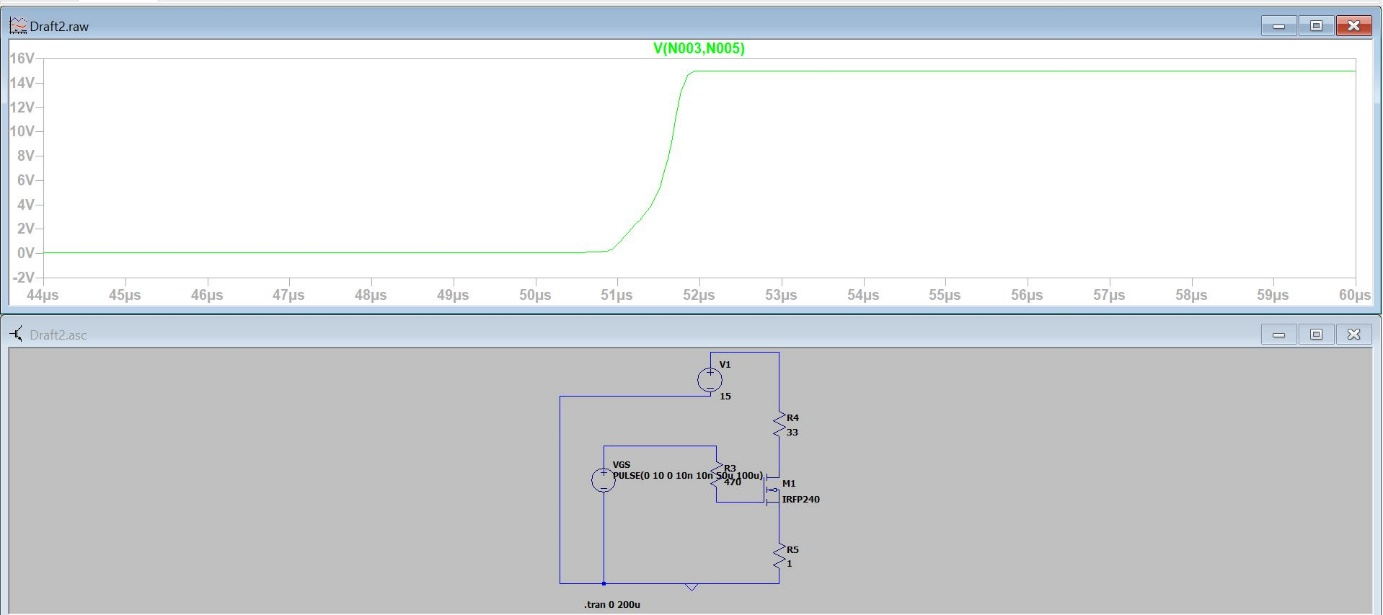 Draft2.raw
V(N003,N005)
16V
14V
12V
10V
8V
6V
4V
2V
0V
-2V
44µs 45µs 46µs 47µs 48µs 49µs 50µs 51µs 52µs 53µs 54µs 55µs 56µs 57µs 58µs 59µs 60µs
Draft2.asc
V1
15
R4
33
VGS
PULSE(0 10 0 10n 10n 50u 100u)
R3
470
M1
IRFP240
R5
1
.tran 0 200u